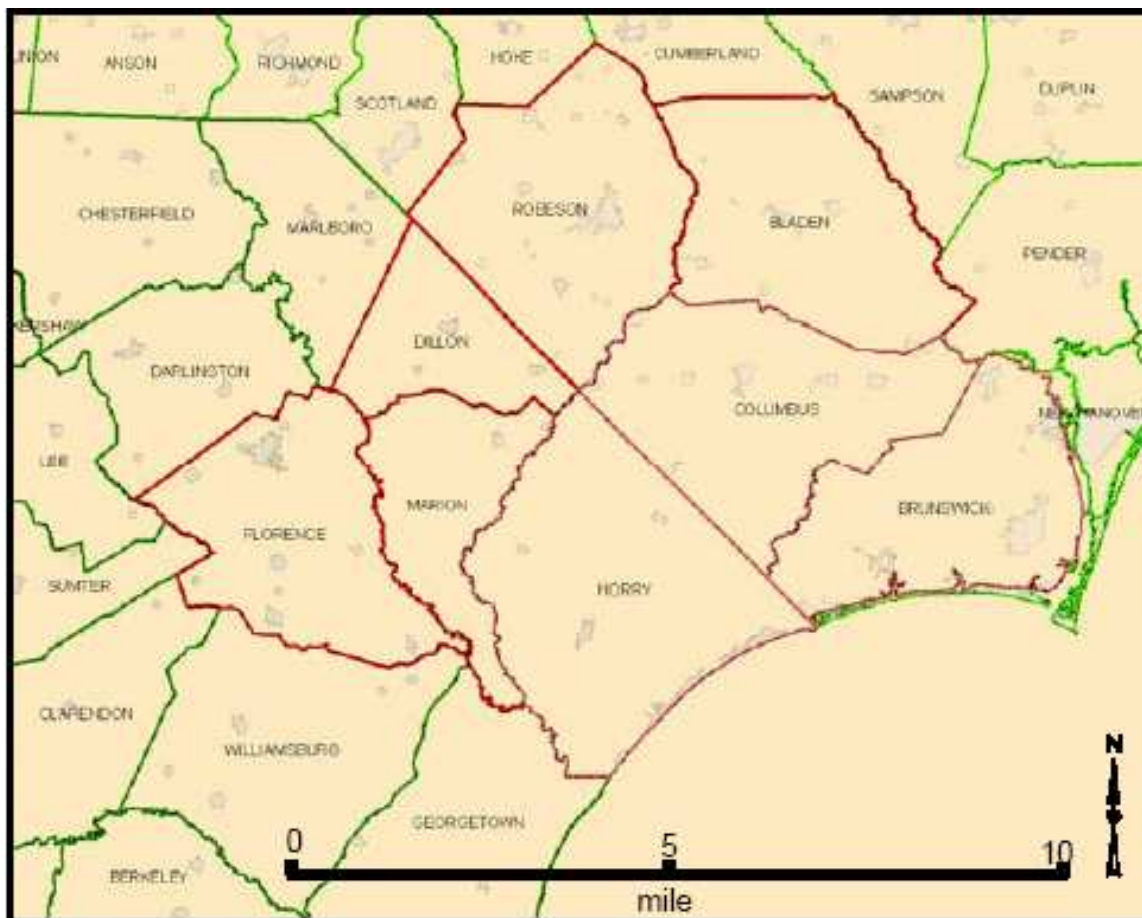 HOKE
CUMBERLAND
ANSON
RICHMOND
SCOTLAND
SAMPSON
DUPLIN
CHESTERFIELD
MARLBORO
ROBESON
BLADEN
PENDER
DILLON
DARLINGTON
COLUMBUS
LEE
MARION
FLORENCE
BRUNSWICK
SUMTER
HORRY
CLARENDON
WILLIAMSBURG
N
GEORGETOWN
0 5 10
BERKELEY
mile